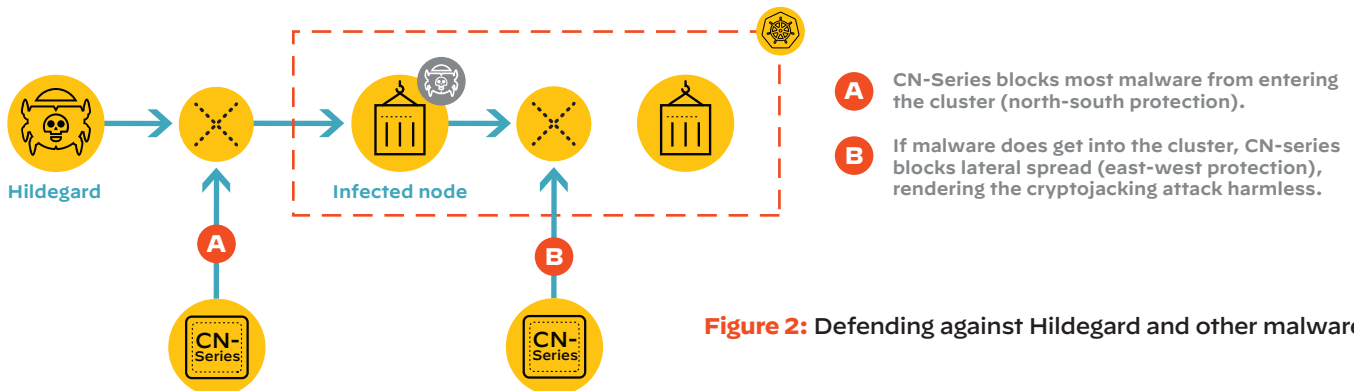 Hildegard
Infected node
A
B
CN-
Series
CN-
Series
A
CN-Series blocks most malware from entering
the cluster (north-south protection).
B
If malware does get into the cluster, CN-series
blocks lateral spread (east-west protection),
rendering the cryptojacking attack harmless.
Figure 2: Defending against Hildegard and other malware